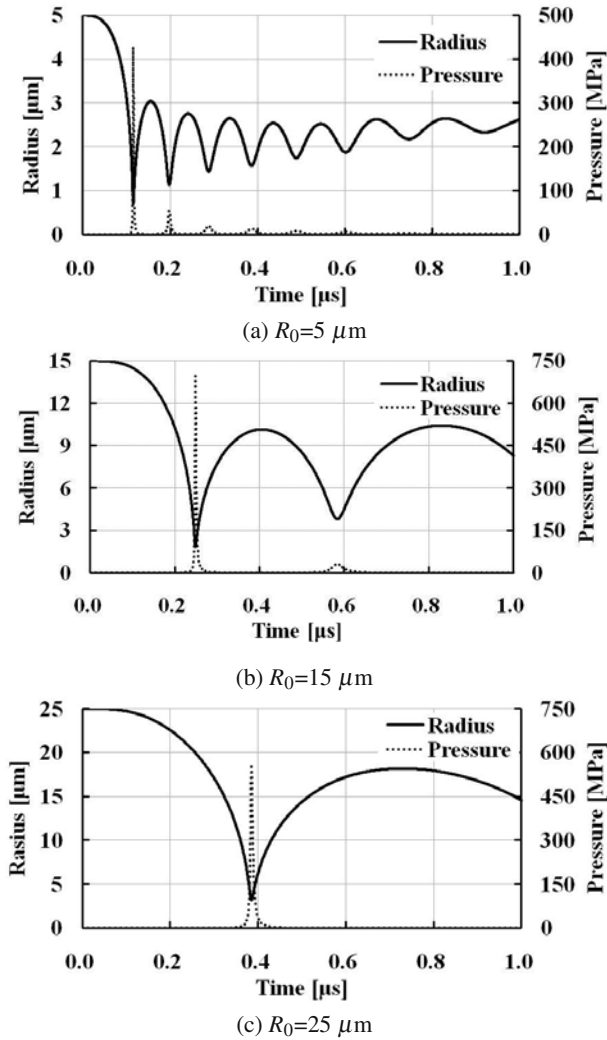 5 500
Radius
4 400
Pressure
3 300
2 200
1 100
0 0
Radius [μm]
Pressure [MPa]
0.0 0.2 0.4 0.6 0.8 1.0
Time [μs]
(a) R0=5 μm
15 750
Radius
12 600
Pressure
9 450
6 300
3 150
0 0
Radius [μm]
Pressure [MPa]
0.0 0.2 0.4 0.6 0.8 1.0
Time [μs]
(b) R0=15 μm
25 750
Radius
20 600
Pressure
15 450
10 300
5 150
0 0
Rasius [μm]
Pressure [MPa]
0.0 0.2 0.4 0.6 0.8 1.0
Time [μs]
(c) R0=25 μm